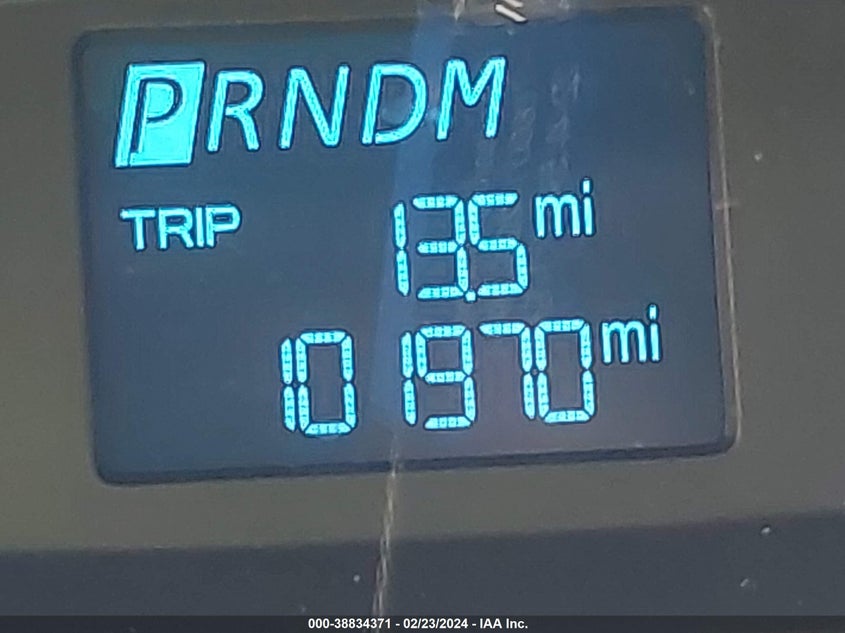 PRNDM
TRIP 13.5 mi
101970 mi
000-38834371 - 02/23/2024 - IAA Inc.